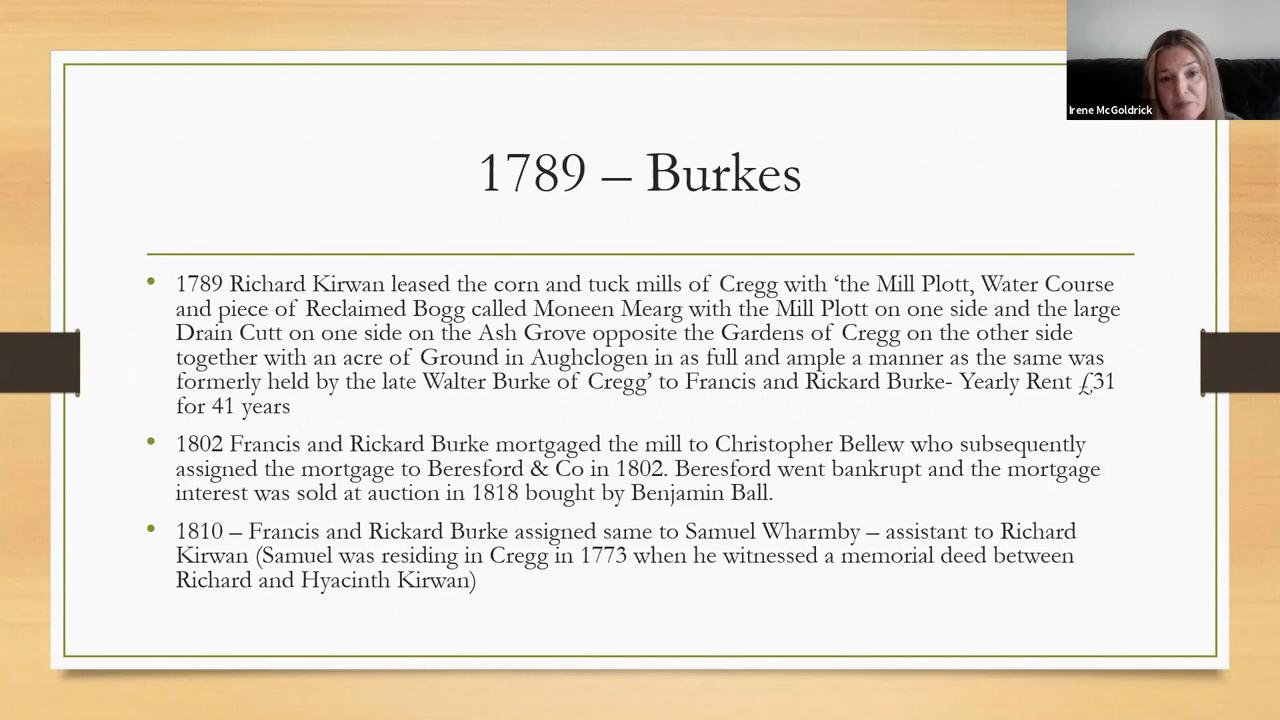 Irene McGoldrick
1789 – Burkes
• 1789 Richard Kirwan leased the corn and tuck mills of Cregg with ‘the Mill Plott, Water Course
and piece of Reclaimed Bogg called Moneen Mearg with the Mill Plott on one side and the large
Drain Cutt on one side on the Ash Grove opposite the Gardens of Cregg on the other side
together with an acre of Ground in Aughclogen in as full and ample a manner as the same was
formerly held by the late Walter Burke of Cregg’ to Francis and Rickard Burke- Yearly Rent £31
for 41 years
• 1802 Francis and Rickard Burke mortgaged the mill to Christopher Bellew who subsequently
assigned the mortgage to Beresford & Co in 1802. Beresford went bankrupt and the mortgage
interest was sold at auction in 1818 bought by Benjamin Ball.
• 1810 – Francis and Rickard Burke assigned same to Samuel Wharmby – assistant to Richard
Kirwan (Samuel was residing in Cregg in 1773 when he witnessed a memorial deed between
Richard and Hyacinth Kirwan)